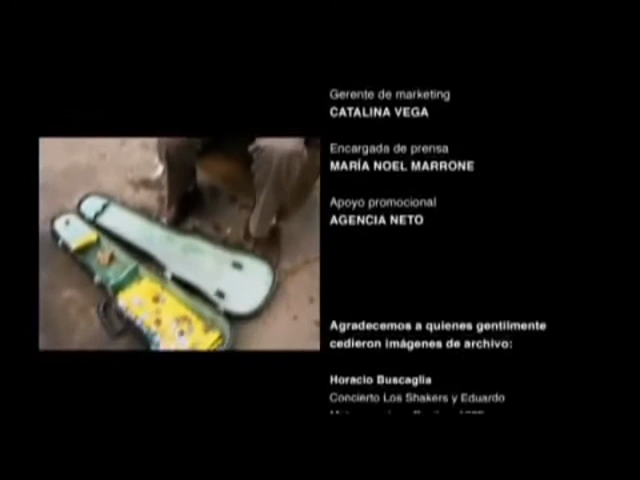 Gerente de marketing
CATALINA VEGA
Encargada de prensa
MARÍA NOEL MARRONE
Apoyo promocional
AGENCIA NETO
Agradecemos a quienes gentilmente
cedieron imágenes de archivo:
Horacio Buscaglia
Concierto Los Shakers y Eduardo